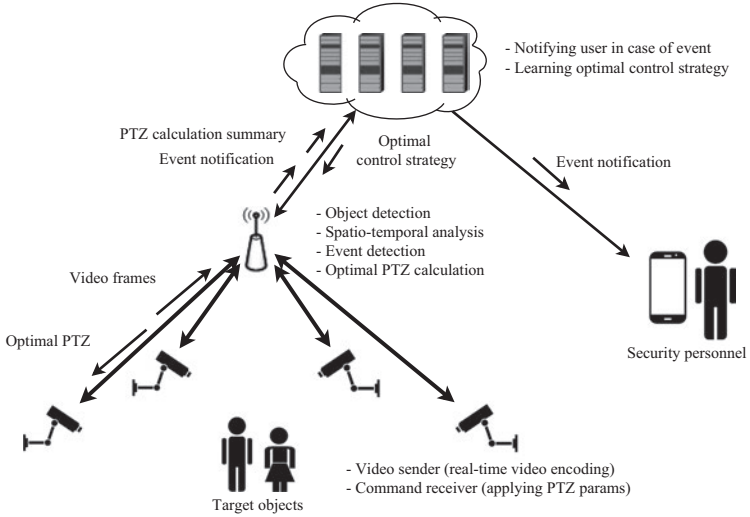 - Notifying user in case of event
- Learning optimal control strategy
PTZ calculation summary
Event notification
Optimal
control strategy
Event notification
- Object detection
- Spatio-temporal analysis
- Event detection
- Optimal PTZ calculation
Video frames
Optimal PTZ
Security personnel
- Video sender (real-time video encoding)
- Command receiver (applying PTZ params)
Target objects